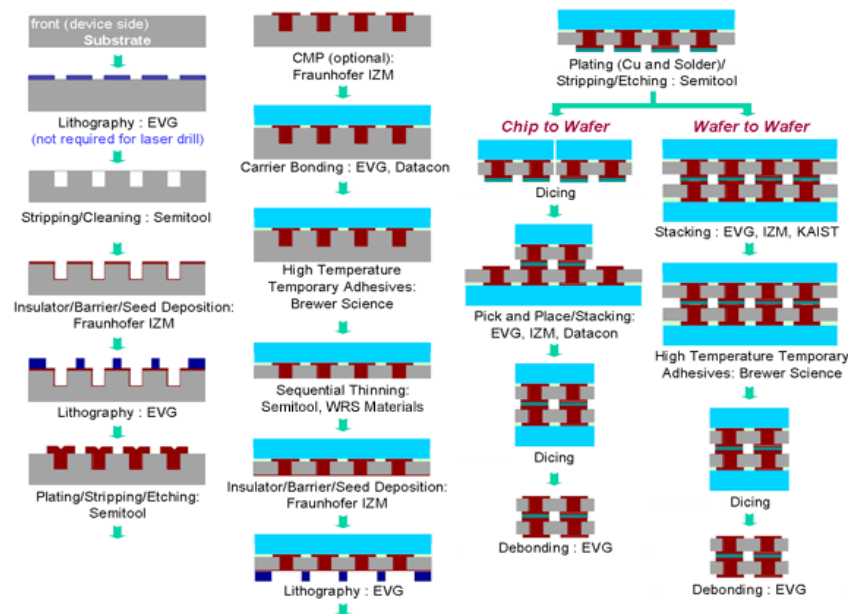 front (device side)
Substrate
Lithography : EVG
(not required for laser drill)
Stripping/Cleaning : Semitool
Insulator/Barrier/Seed Deposition:
Fraunhofer IZM
Lithography : EVG
Plating/Stripping/Etching:
Semitool
CMP (optional):
Fraunhofer IZM
Carrier Bonding : EVG, Datacon
High Temperature
Temporary Adhesives:
Brewer Science
Sequential Thinning:
Semitool, WRS Materials
Insulator/Barrier/Seed Deposition:
Fraunhofer IZM
Lithography : EVG
Plating (Cu and Solder)/
Stripping/Etching : Semitool
Chip to Wafer
Dicing
Pick and Place/Stacking:
EVG, IZM, Datacon
Dicing
Debonding : EVG
Wafer to Wafer
Stacking : EVG, IZM, KAIST
High Temperature Temporary
Adhesives: Brewer Science
Dicing
Debonding : EVG